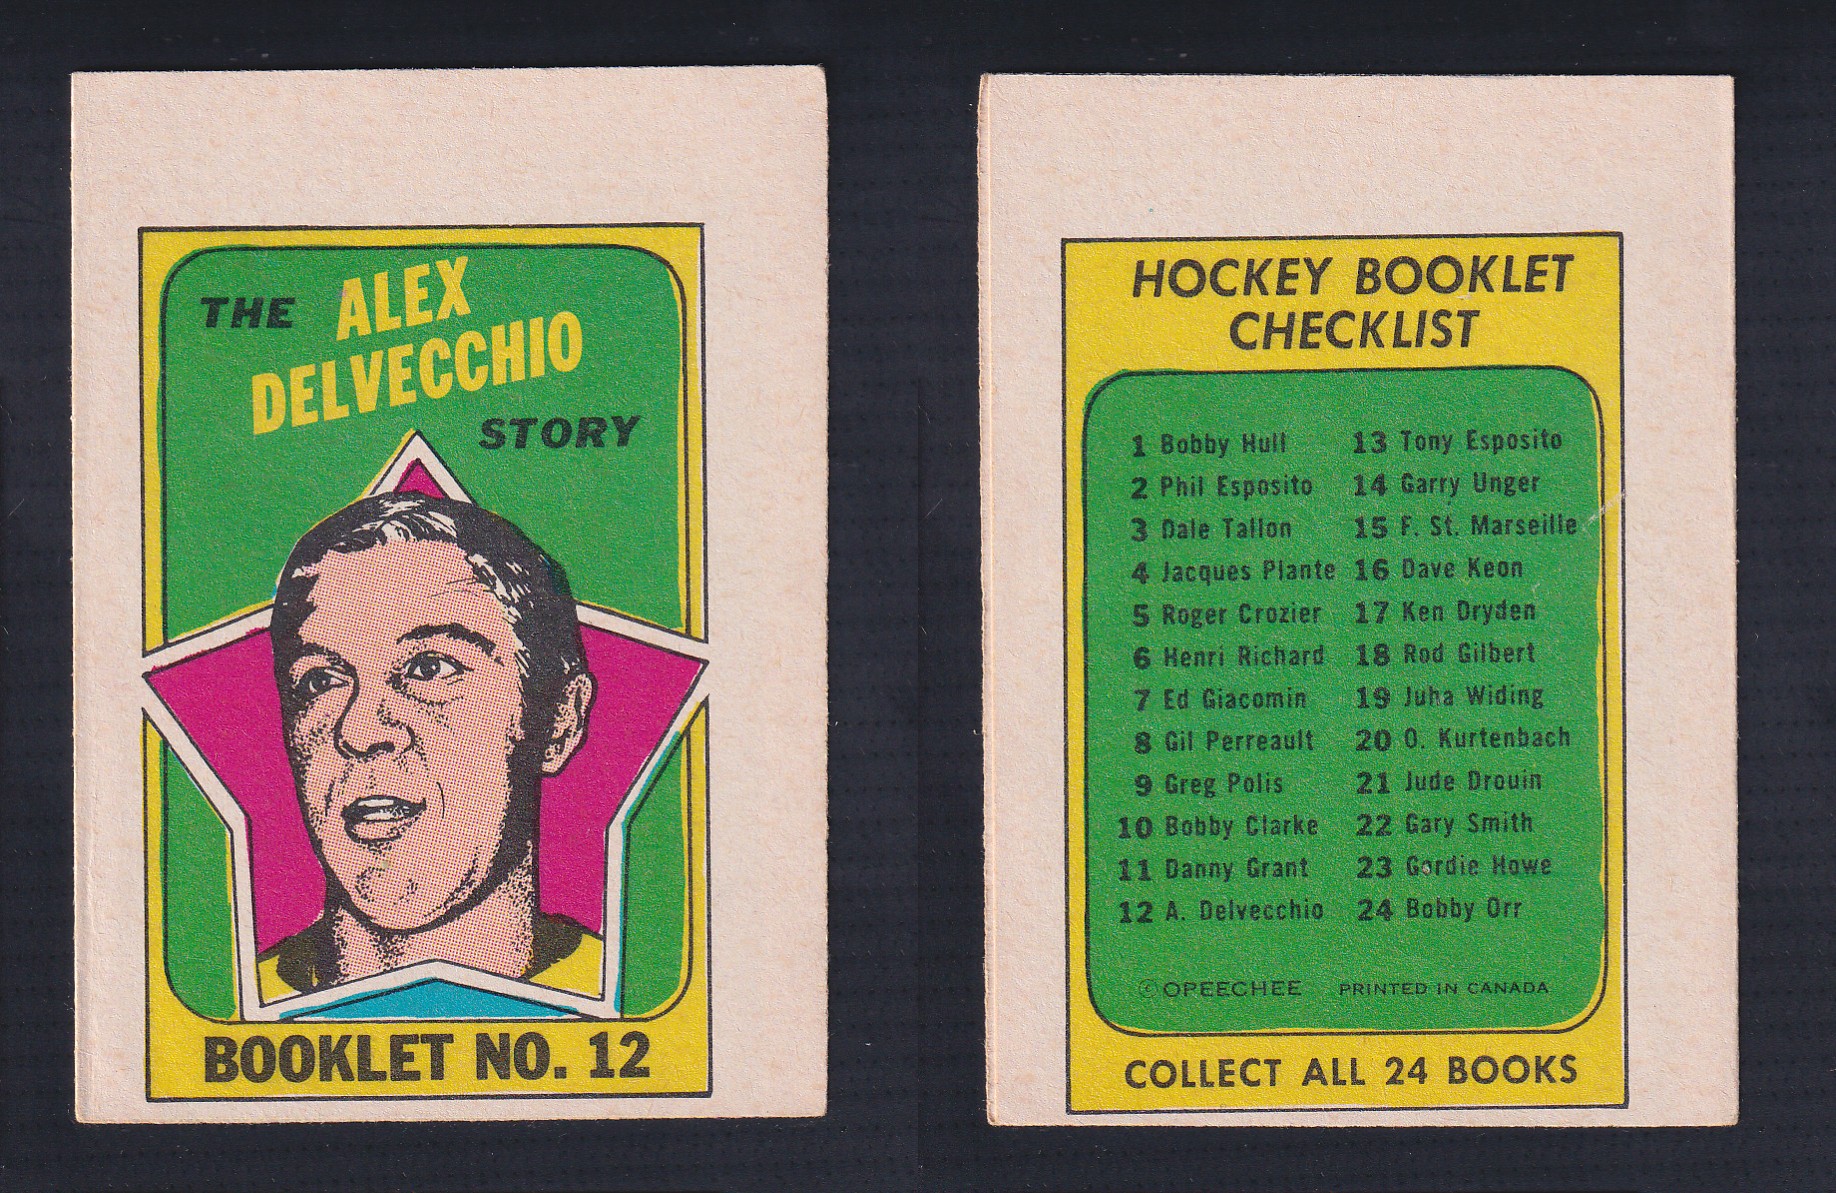 THE ALEX
DELVECCHIO
STORY
BOOKLET NO. 12
HOCKEY BOOKLET
CHECKLIST
1 Bobby Hull
2 Phil Esposito
3 Dale Tallon
4 Jacques Plante
5 Roger Crozier
6 Henri Richard
7 Ed Giacomin
8 Gil Perreault
9 Greg Polis
10 Bobby Clarke
11 Danny Grant
12 A. Delvecchio
13 Tony Esposito
14 Garry Unger
15 F. St. Marseille
16 Dave Keon
17 Ken Dryden
18 Rod Gilbert
19 Juha Widing
20 O. Kurtenbach
21 Jude Drouin
22 Gary Smith
23 Gordie Howe
24 Bobby Orr
© OPEECHEE PRINTED IN CANADA
COLLECT ALL 24 BOOKS